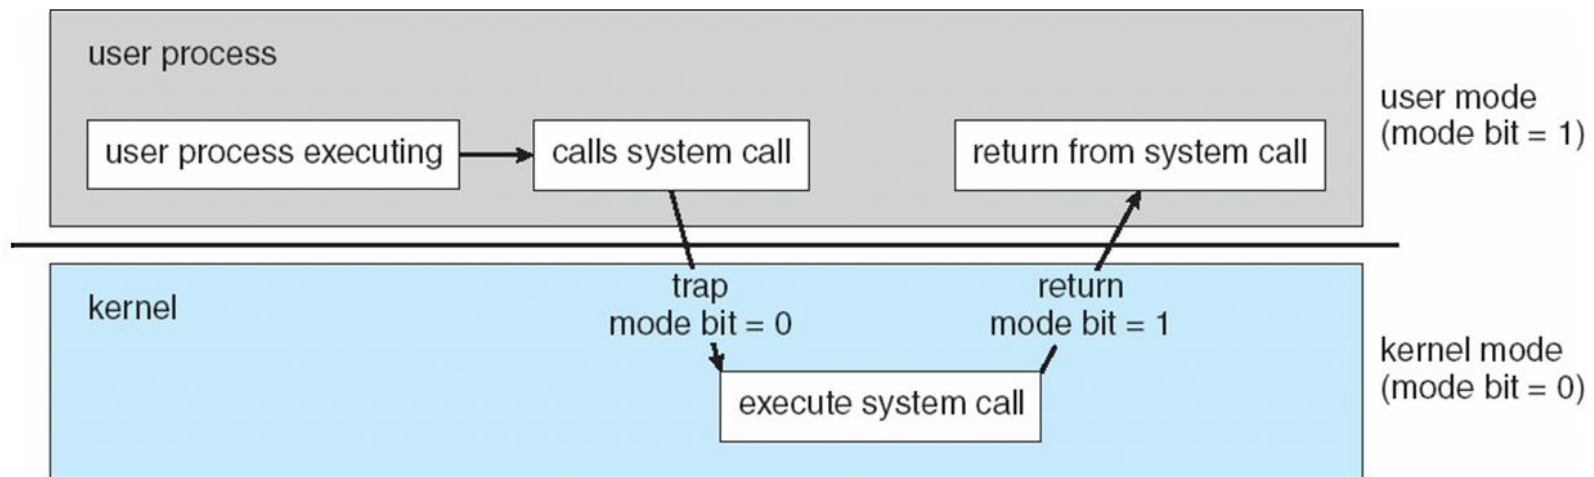 user process
user process executing
calls system call
return from system call
user mode
(mode bit = 1)
kernel
trap
mode bit = 0
return
mode bit = 1
execute system call
kernel mode
(mode bit = 0)